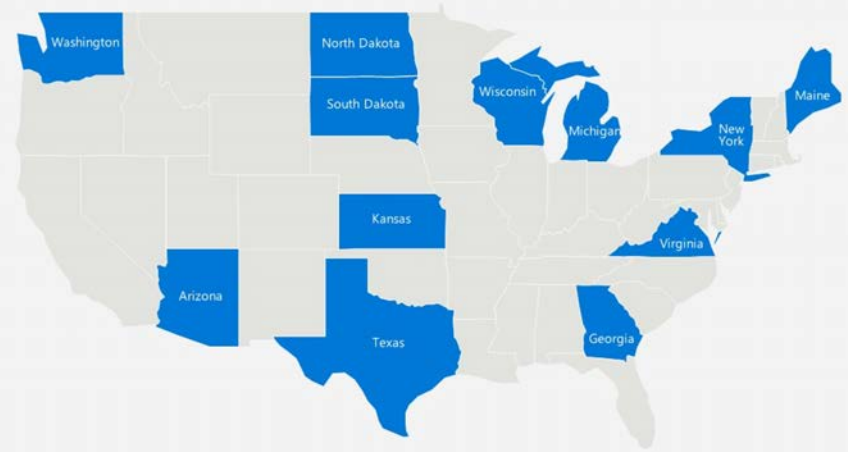 Washington
North Dakota
South Dakota
Wisconsin
Michigan
Maine
New
York
Kansas
Virginia
Arizona
Georgia
Texas